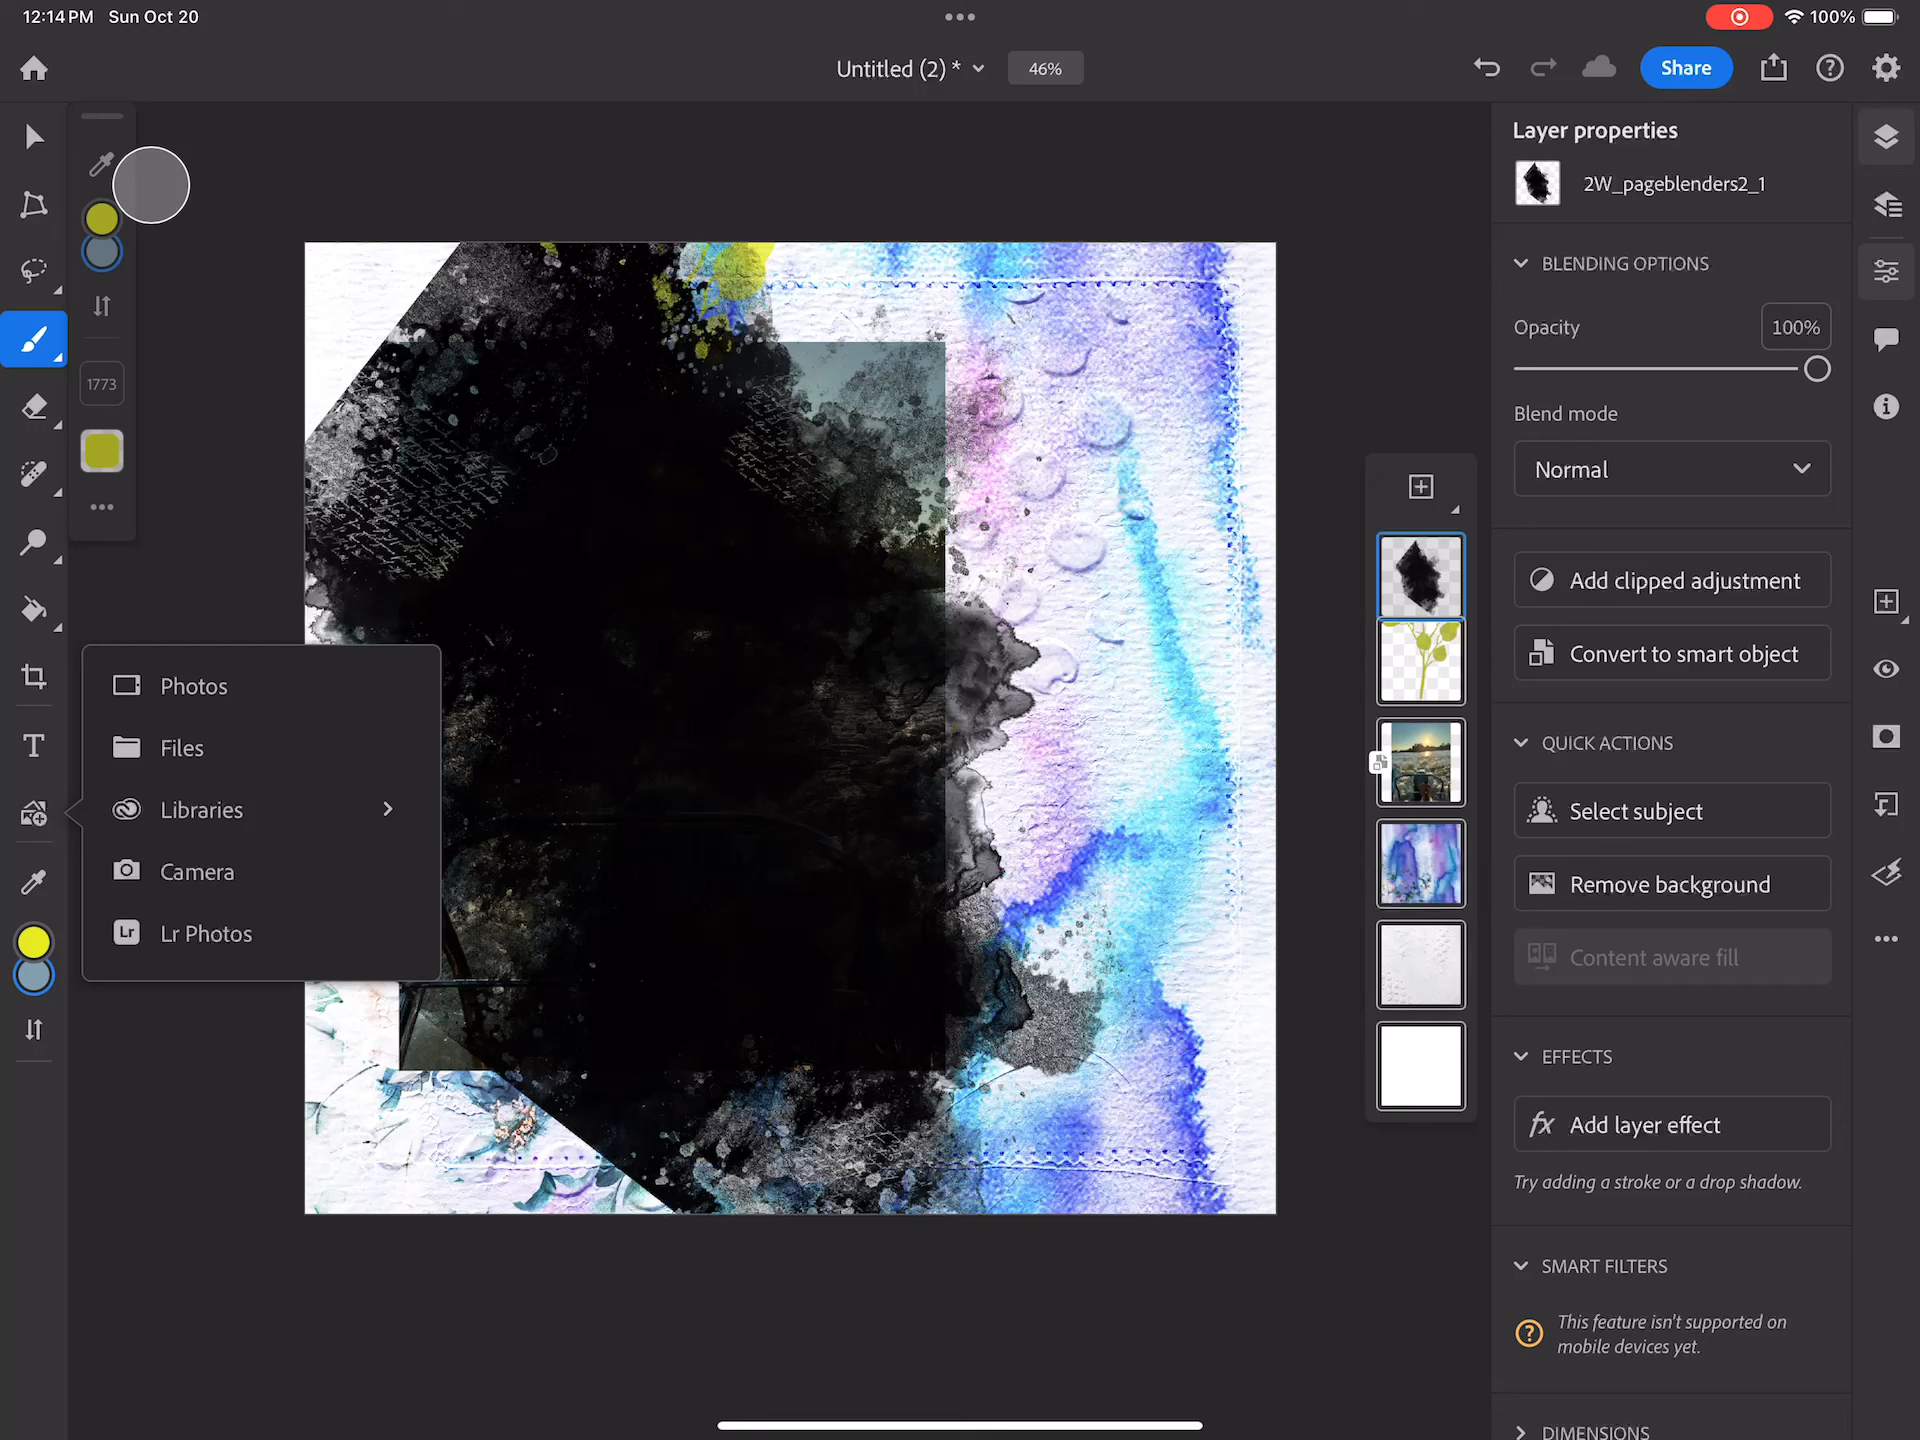 12:14 PM Sun Oct 20
100%
Untitled (2) *
46%
Share
Layer properties
2W_pageblenders2_1
BLENDING OPTIONS
Opacity
100%
Blend mode
Normal
1773
Add clipped adjustment
Convert to smart object
Photos
Files
Libraries
Camera
Lr
Lr Photos
QUICK ACTIONS
Select subject
Remove background
Content aware fill
EFFECTS
fx Add layer effect
Try adding a stroke or a drop shadow.
SMART FILTERS
This feature isn't supported on
mobile devices yet.
DIMENSIONS
T